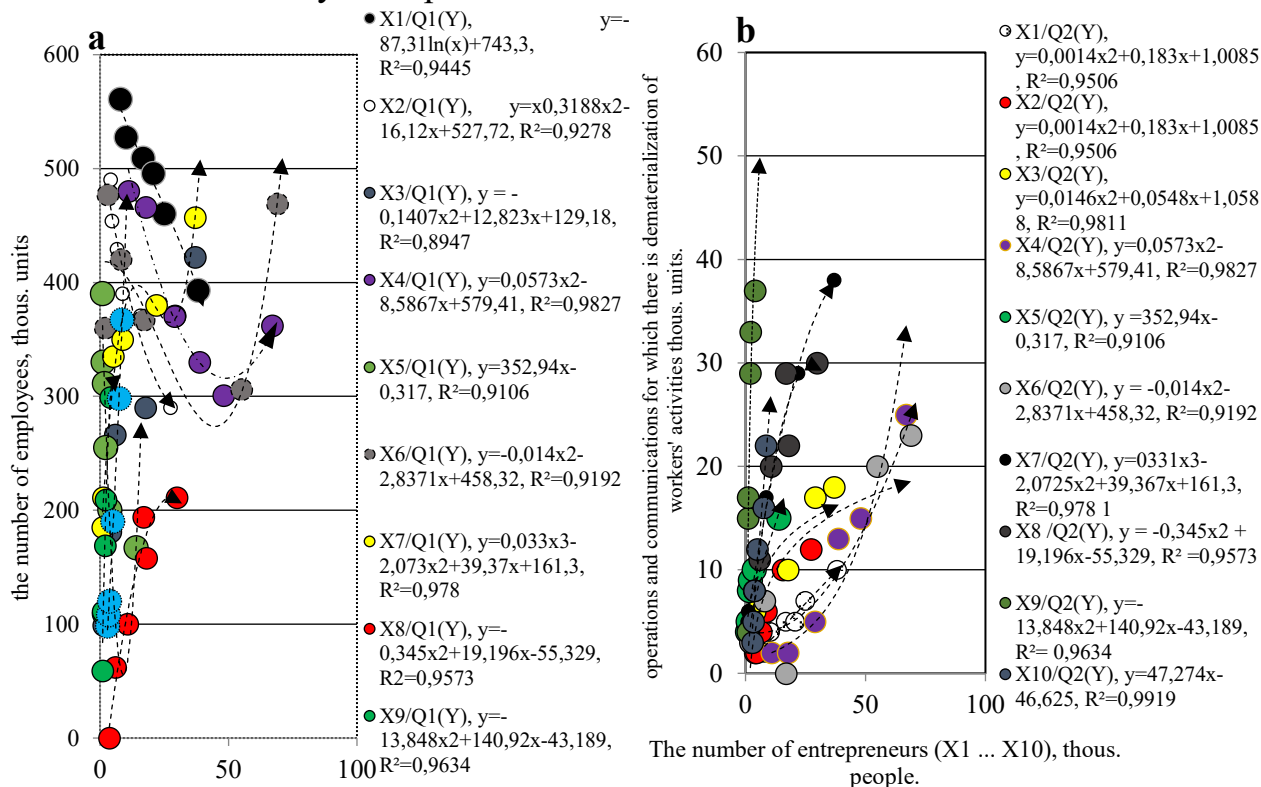 a
600
500
400
300
200
100
0
0
50
100
the number of employees, thous. units
X1/Q1(Y), y=-
87,31ln(x)+743,3,
R²=0,9445
X2/Q1(Y), y=x0,3188x2-
16,12x+527,72, R²=0,9278
X3/Q1(Y), y = -
0,1407x2+12,823x+129,18,
R²=0,8947
X4/Q1(Y), y=0,0573x2-
8,5867x+579,41, R²=0,9827
X5/Q1(Y), y=352,94x-
0,317, R²=0,9106
X6/Q1(Y), y=-0,014x2-
2,8371x+458,32, R²=0,9192
X7/Q1(Y), y=0,033x3-
2,073x2+39,37x+161,3,
R²=0,978
X8/Q1(Y), y=-
0,345x2+19,196x-55,329,
R2=0,9573
X9/Q1(Y), y=-
13,848x2+140,92x-43,189,
R²=0,9634
b
60
50
40
30
20
10
0
0
50
100
operations and communications for which there is dematerialization of
workers' activities thous. units.
X1/Q2(Y),
y=0,0014x2+0,183x+1,0085
, R²=0,9506
X2/Q2(Y),
y=0,0014x2+0,183x+1,0085
, R²=0,9506
X3/Q2(Y),
y=0,0146x2+0,0548x+1,058
8, R²=0,9811
X4/Q2(Y), y=0,0573x2-
8,5867x+579,41, R²=0,9827
X5/Q2(Y), y =352,94x-
0,317, R²=0,9106
X6/Q2(Y), y = -0,014x2-
2,8371x+458,32, R²=0,9192
X7/Q2(Y), y=0331x3-
2,0725x2+39,367x+161,3,
R²=0,978 1
X8 /Q2(Y), y = -0,345x2 +
19,196x-55,329, R² =0,9573
X9/Q2(Y), y=-
13,848x2+140,92x-43,189,
R²= 0,9634
X10/Q2(Y), y=47,274x-
46,625, R²=0,9919
The number of entrepreneurs (X1 ... X10), thous.
people.